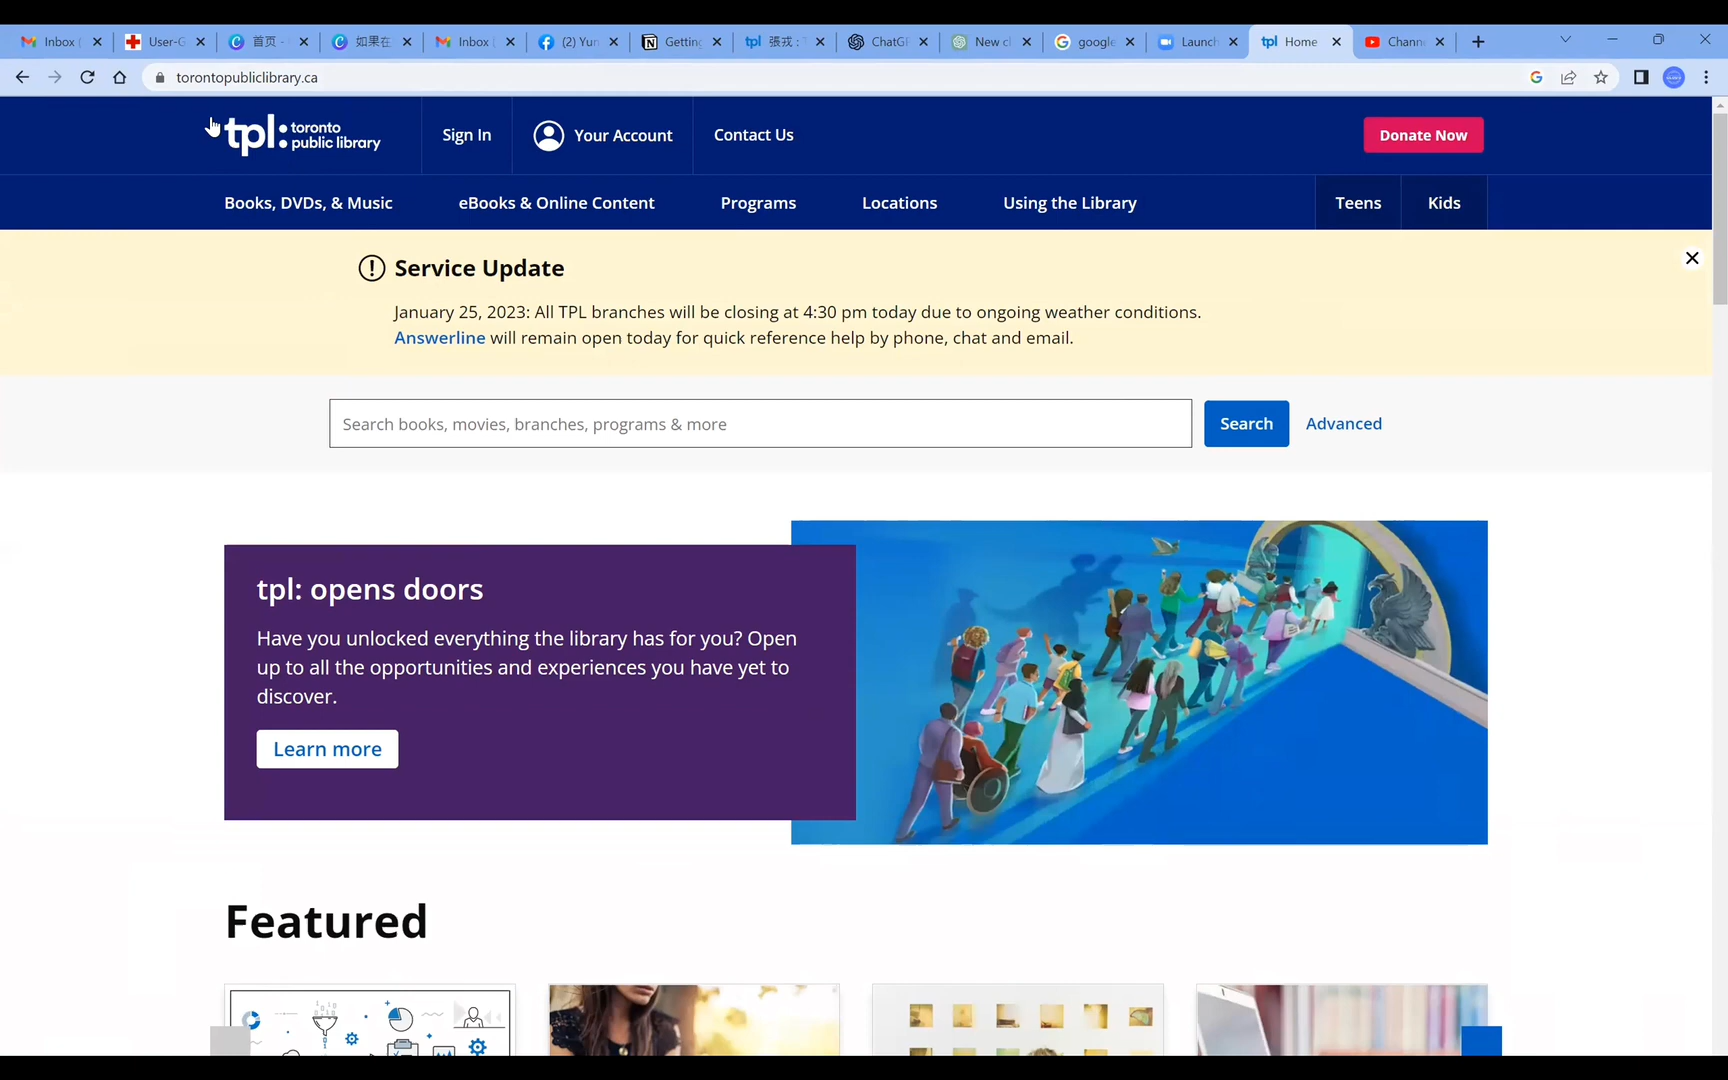 Inbox (
User-G
首页 -
如果在
Inbox (
(2) Yun
Getting
tpl 張戎 : T
ChatGP
New cl
google
Launch
tpl Home
Chann
torontopubliclibrary.ca
tpl: toronto public library
Sign In
Your Account
Contact Us
Donate Now
Books, DVDs, & Music
eBooks & Online Content
Programs
Locations
Using the Library
Teens
Kids
Service Update
January 25, 2023: All TPL branches will be closing at 4:30 pm today due to ongoing weather conditions.
Answerline will remain open today for quick reference help by phone, chat and email.
Search books, movies, branches, programs & more
Search
Advanced
tpl: opens doors
Have you unlocked everything the library has for you? Open
up to all the opportunities and experiences you have yet to
discover.
Learn more
Featured